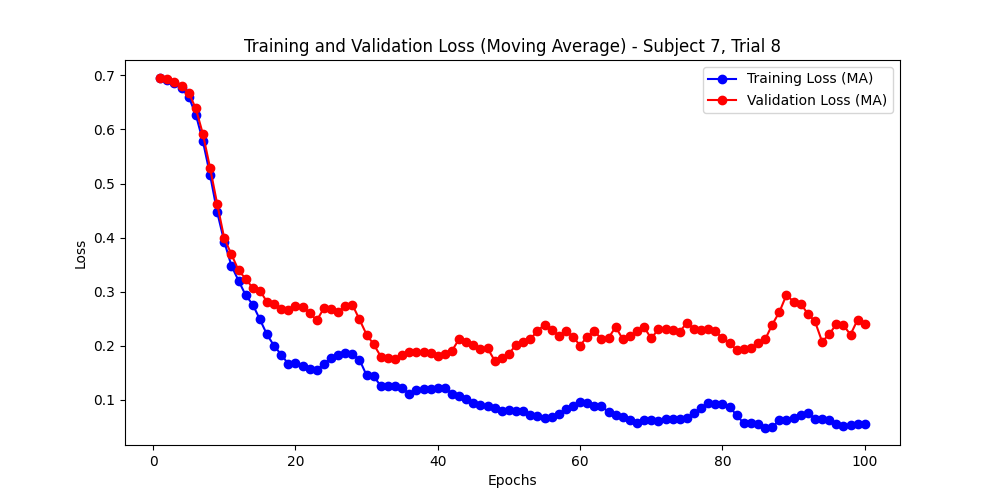 Training and Validation Loss (Moving Average) - Subject 7, Trial 8
Training Loss (MA)
Validation Loss (MA)
0.7
0.6
0.5
0.4
0.3
0.2
0.1
Loss
0
20
40
60
80
100
Epochs